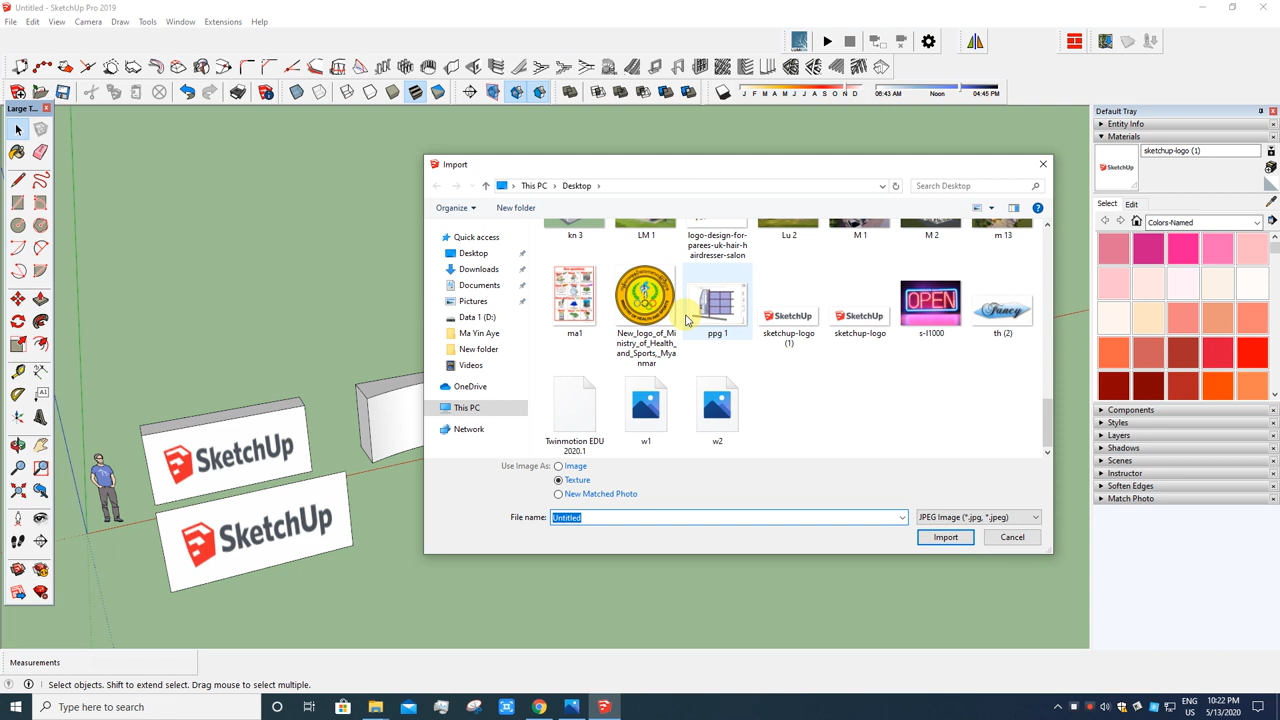 Untitled - SketchUp Pro 2019
File Edit View Camera Draw Tools Window Extensions Help
J F M A M J J A S O N D 06:43 AM Noon 04:45 PM
Large T...
Default Tray
Entity Info
Materials
sketchup-logo (1)
SketchUp
Select Edit
Colors-Named
Components
Styles
Layers
Shadows
Scenes
Instructor
Soften Edges
Match Photo
Import
This PC Desktop
Search Desktop
Organize New folder
Quick access
Desktop
Downloads
Documents
Pictures
Data 1 (D:)
Ma Yin Aye
New folder
Videos
OneDrive
This PC
Network
kn 3
LM 1
logo-design-for-parees-uk-hairdresser-salon
Lu 2
M 1
M 2
m 13
OPEN
Fancy
SketchUp
SketchUp
ma1
New_logo_of_Ministry_of_Health_and_Sports,_Myanmar
ppg 1
sketchup-logo (1)
sketchup-logo
s-l1000
th (2)
Twinmotion EDU 2020.1
w1
w2
Use Image As: Image
Texture
New Matched Photo
File name: Untitled
JPEG Image (*.jpg, *.jpeg)
Import Cancel
SketchUp
SketchUp
Measurements
Select objects. Shift to extend select. Drag mouse to select multiple.
Type here to search
ENG
US
10:22 PM
5/13/2020